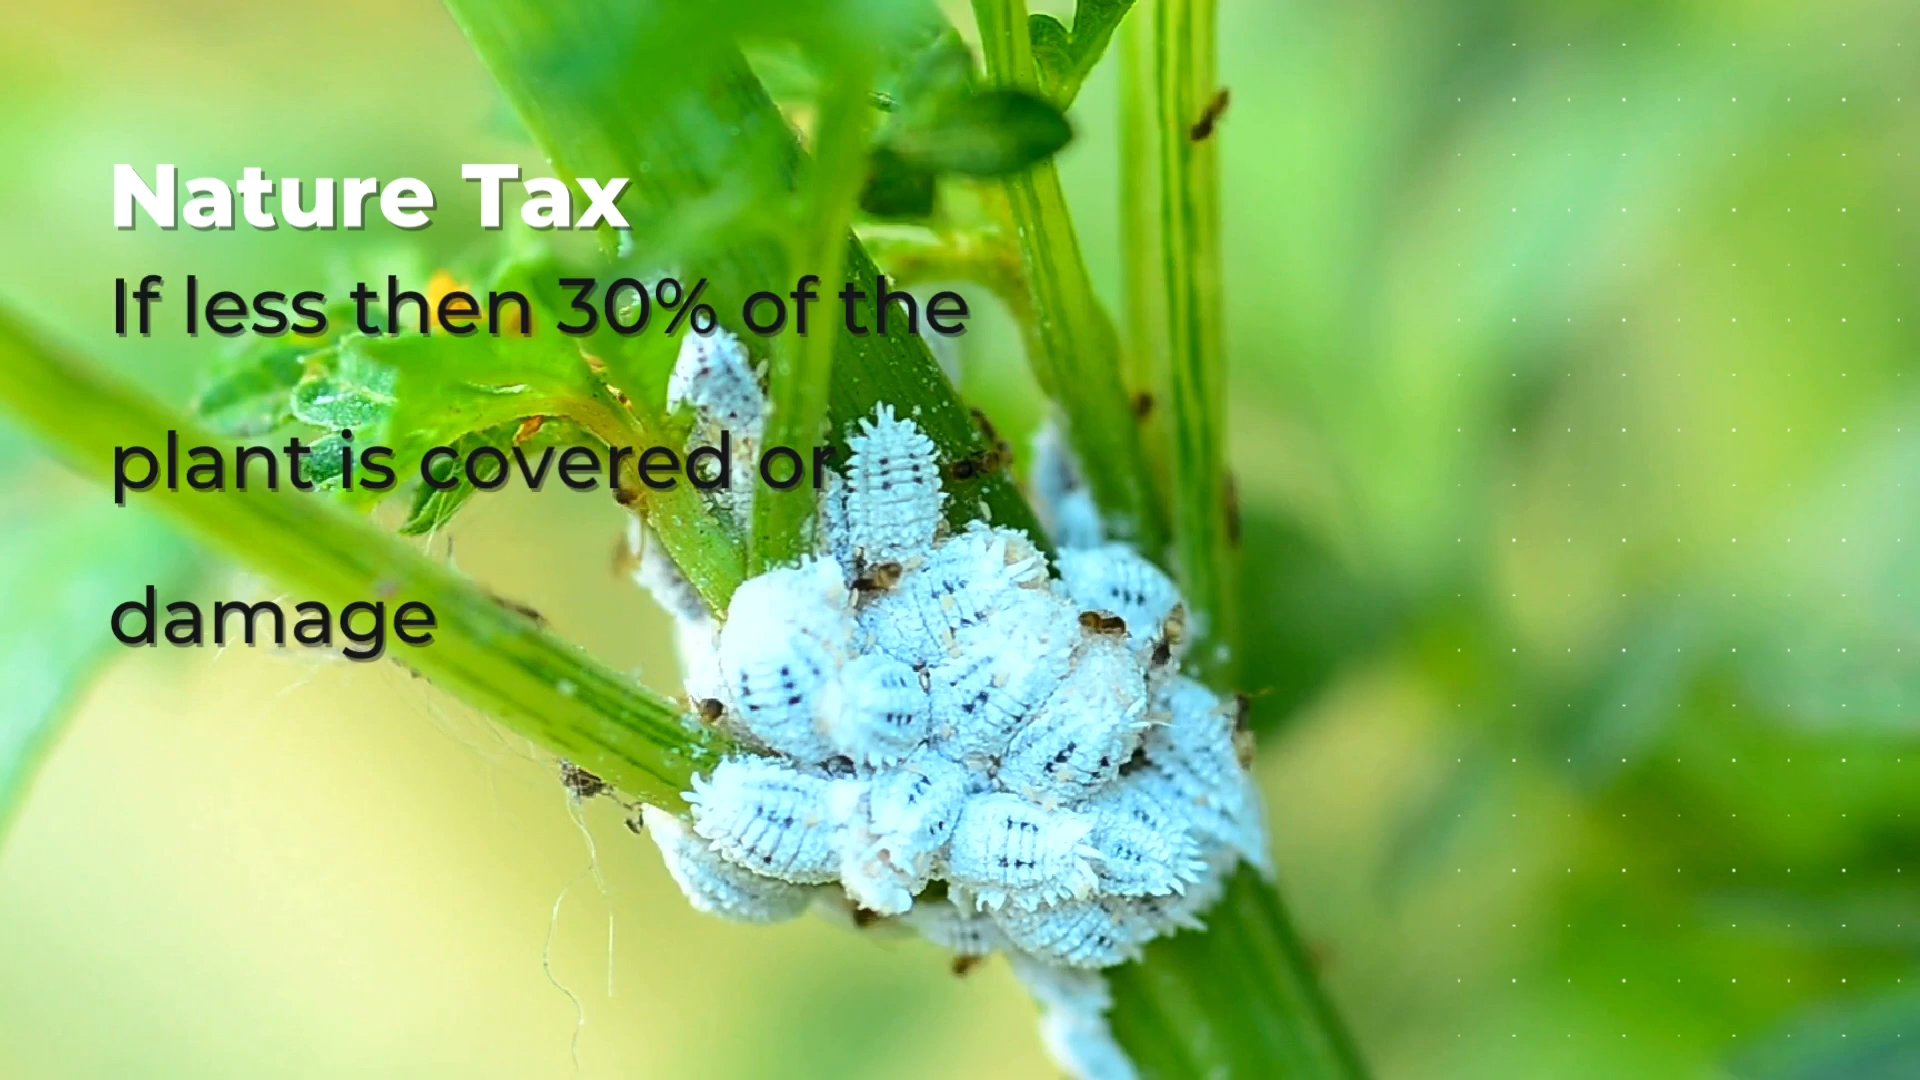 Nature Tax
If less then 30% of the
plant is covered or
damage